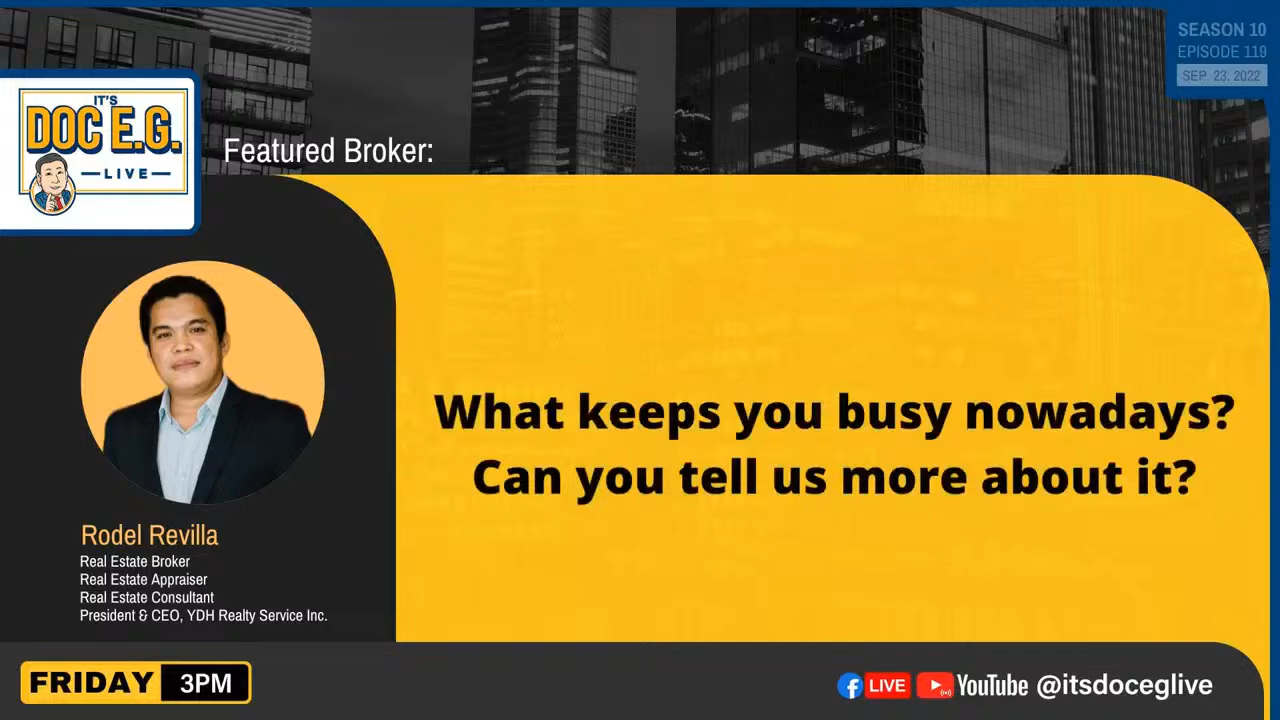 SEASON 10
EPISODE 119
SEP. 23, 2022
IT'S
DOC E.G.
LIVE
Featured Broker:
What keeps you busy nowadays?
Can you tell us more about it?
Rodel Revilla
Real Estate Broker
Real Estate Appraiser
Real Estate Consultant
President & CEO, YDH Realty Service Inc.
FRIDAY 3PM
LIVE YouTube @itsdoceglive